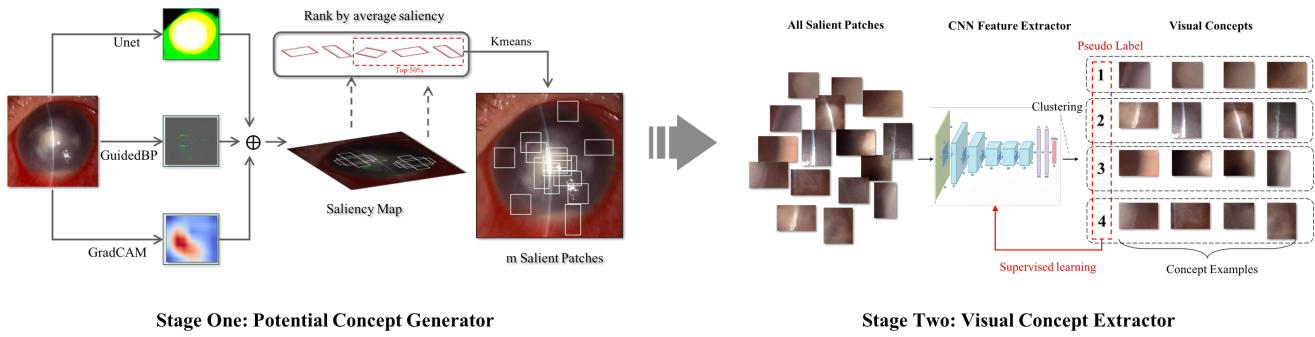 Rank by average saliency
Unet
Top 50%
Kmeans
GuidedBP
Saliency Map
GradCAM
m Salient Patches
Stage One: Potential Concept Generator
All Salient Patches
CNN Feature Extractor
Visual Concepts
Pseudo Label
1
Clustering
2
3
4
Supervised learning
Concept Examples
Stage Two: Visual Concept Extractor